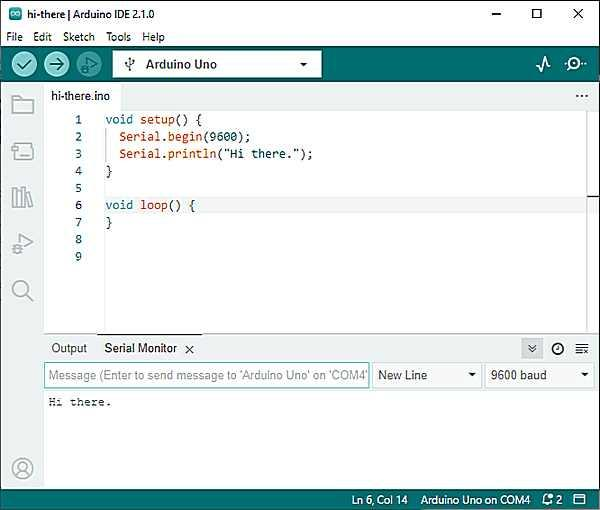 hi-there | Arduino IDE 2.1.0
File Edit Sketch Tools Help
Arduino Uno
hi-there.ino
1 void setup() {
2 Serial.begin(9600);
3 Serial.println("Hi there.");
4 }
5
6 void loop() {
7 }
8
9
Output Serial Monitor
Message (Enter to send message to 'Arduino Uno' on 'COM4'
New Line
9600 baud
Hi there.
Ln 6, Col 14 Arduino Uno on COM4 2